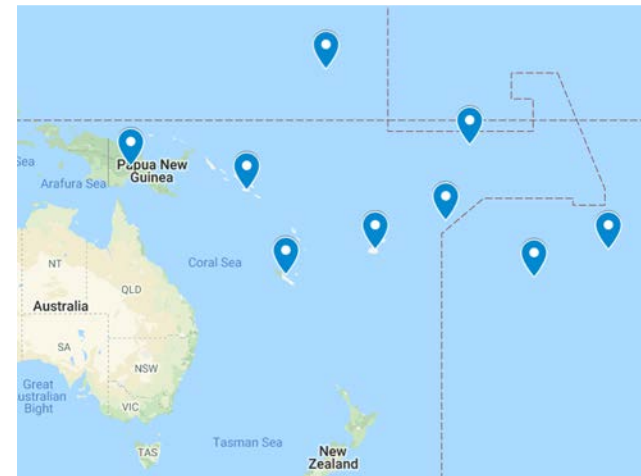 Sea
Papua New
Guinea
Arafura Sea
NT
Coral Sea
QLD
Australia
SA
NSW
Great
ustralian
Bight
VIC
TAS
Tasman Sea
New
Zealand